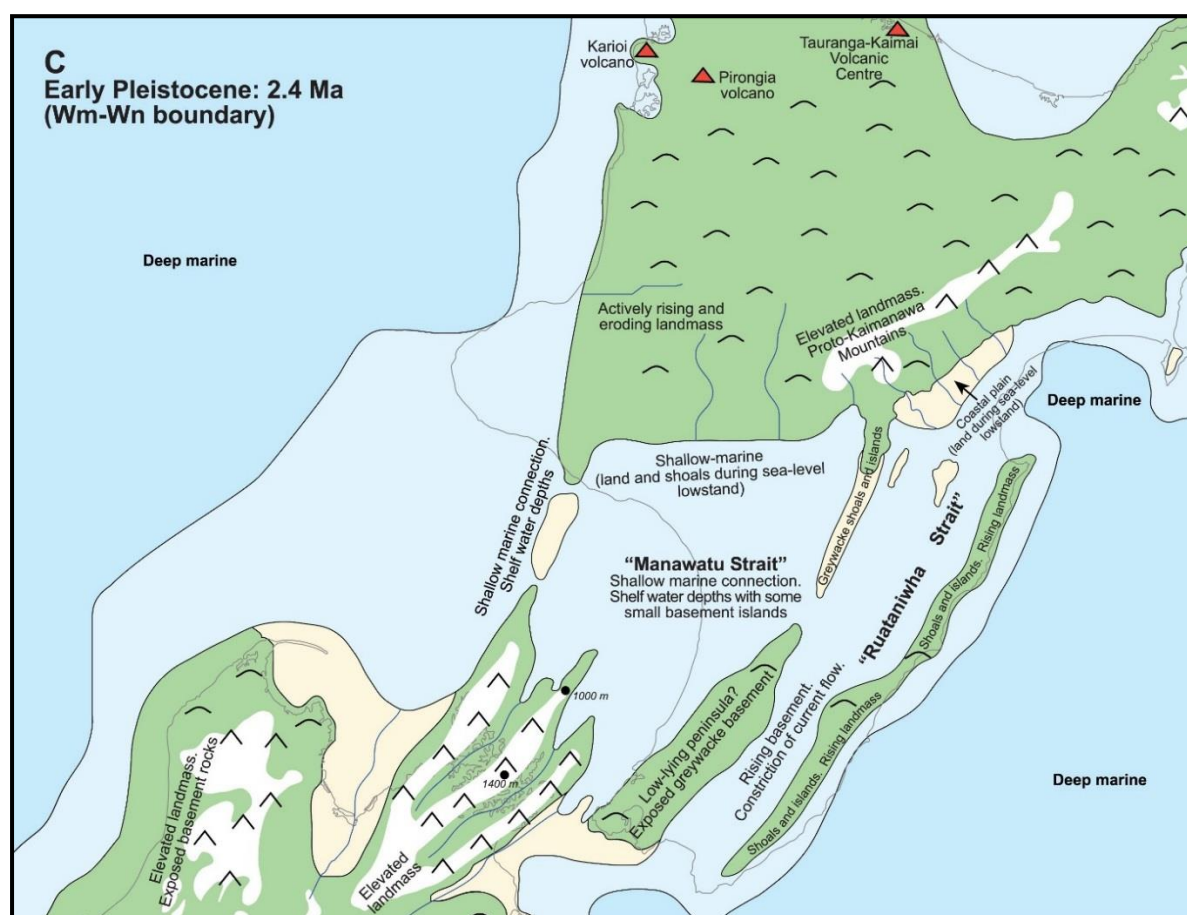 C
Early Pleistocene: 2.4 Ma
(Wm-Wn boundary)
Karioi
volcano
Pirongia
volcano
Tauranga-Kaimai
Volcanic
Centre
Deep marine
Actively rising and
eroding landmass
Elevated landmass.
Proto-Kaimanawa
Mountains
Coastal plain
(land during sea-level
lowstand)
Deep marine
Shallow-marine
(land and shoals during sea-level
lowstand)
Greywacke shoals and islands
Shallow marine connection.
Shelf water depths
"Manawatu Strait"
Shallow marine connection.
Shelf water depths with some
small basement islands
"Ruataniwha Strait"
Shoals and islands. Rising landmass
Shoals and islands. Rising landmass
Rising basement.
Constriction of current flow.
Low-lying peninsula?
Exposed greywacke basement
1000 m
1400 m
Elevated landmass.
Exposed basement rocks
Elevated
landmass
Deep marine